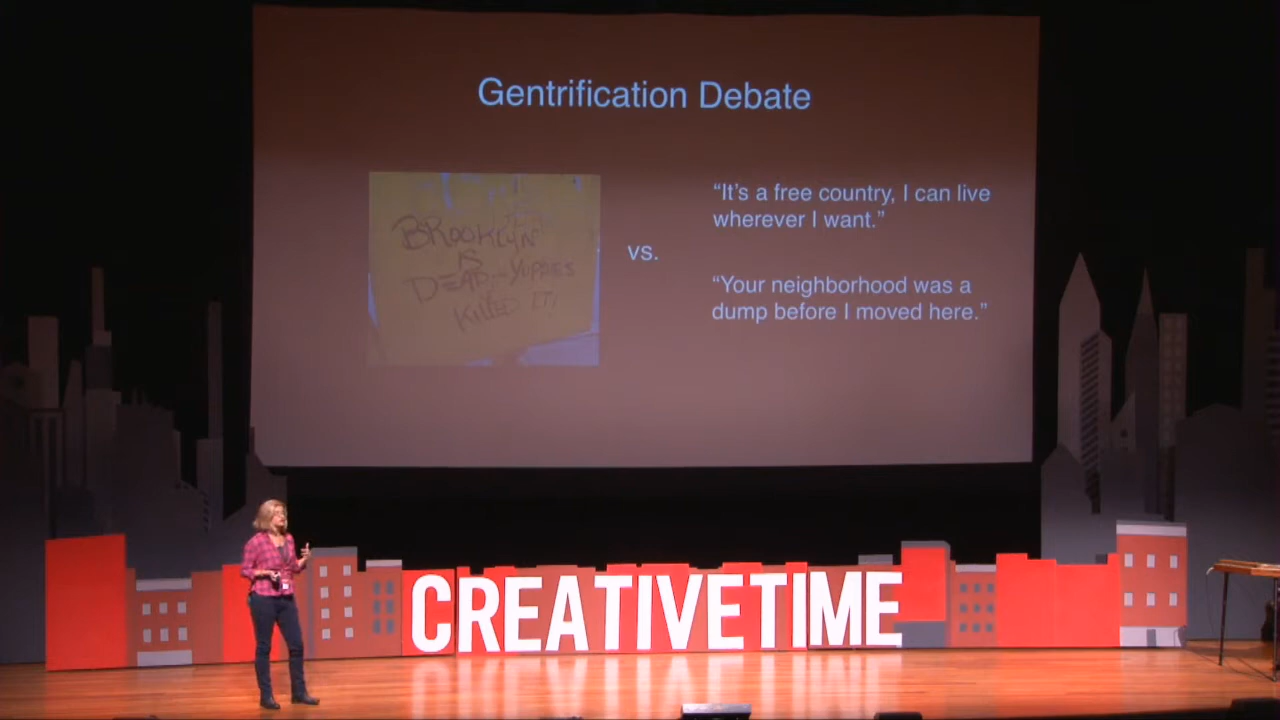 Gentrification Debate
BROOKLYN
IS
DEAD, YUPPIES
KILLED IT!
vs.
“It’s a free country, I can live
wherever I want.”
“Your neighborhood was a
dump before I moved here.”
CREATIVETIME